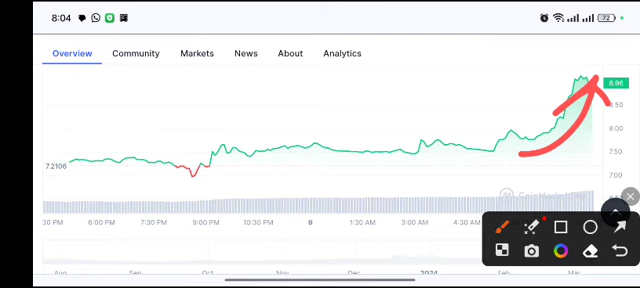 8:04 72
Overview Community Markets News About Analytics
8.96
8.50
8.00
7.50
7.2106
7.00
CoinMarketCap
30 PM 6:00 PM 7:30 PM 9:00 PM 10:30 PM 9 1:30 AM 3:00 AM 4:30 AM
Aug Sep Oct Nov Dec 2024 Feb Mar